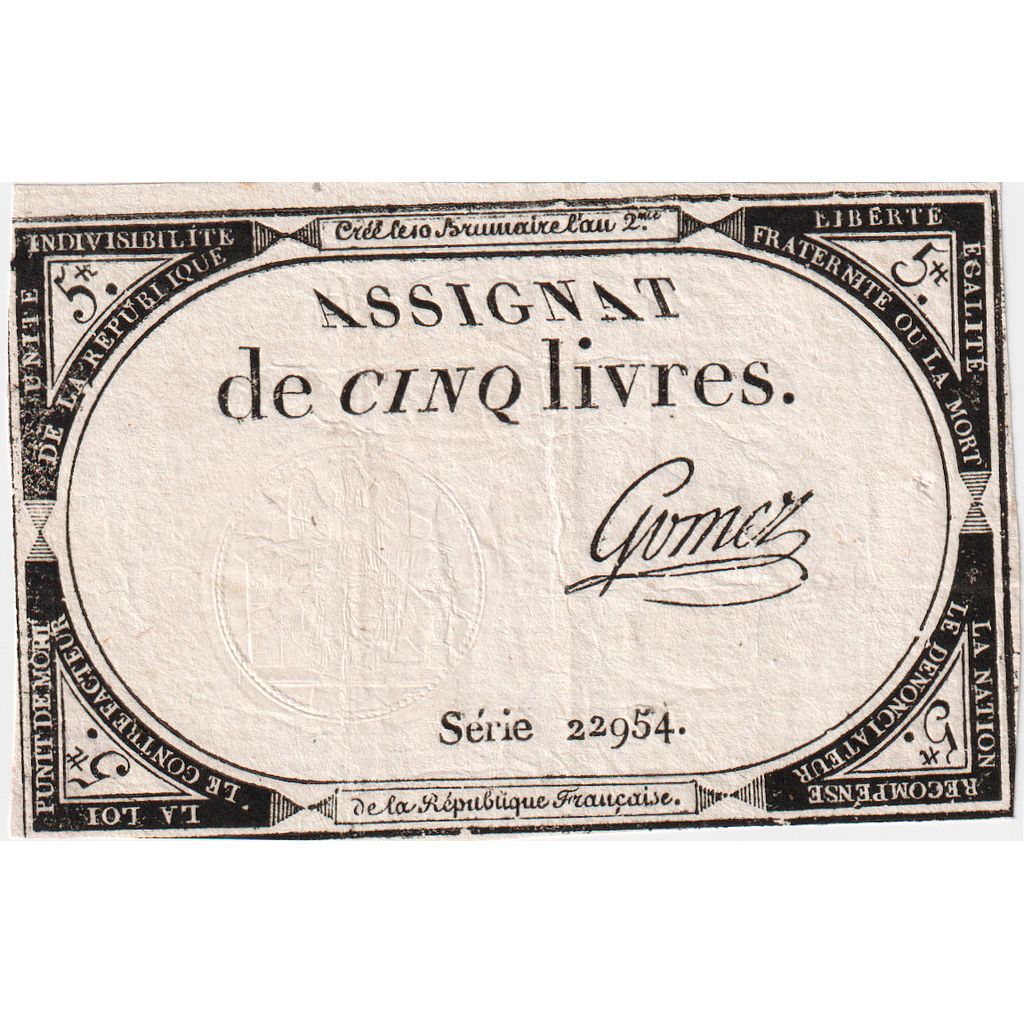 Créé le 10 Brumaire l'an 2.me
INDIVISIBILITÉ
UNITÉ
DE LA RÉPUBLIQUE
5.₶
LIBERTÉ
ÉGALITÉ
FRATERNITÉ OU LA MORT
5.₶
ASSIGNAT
de CINQ livres.
Gomez
Série 22954.
LA LOI
PUNIT DE MORT
LE CONTREFACTEUR
5.₶
LA NATION
RÉCOMPENSE
LE DÉNONCIATEUR
5.₶
de la République Française.